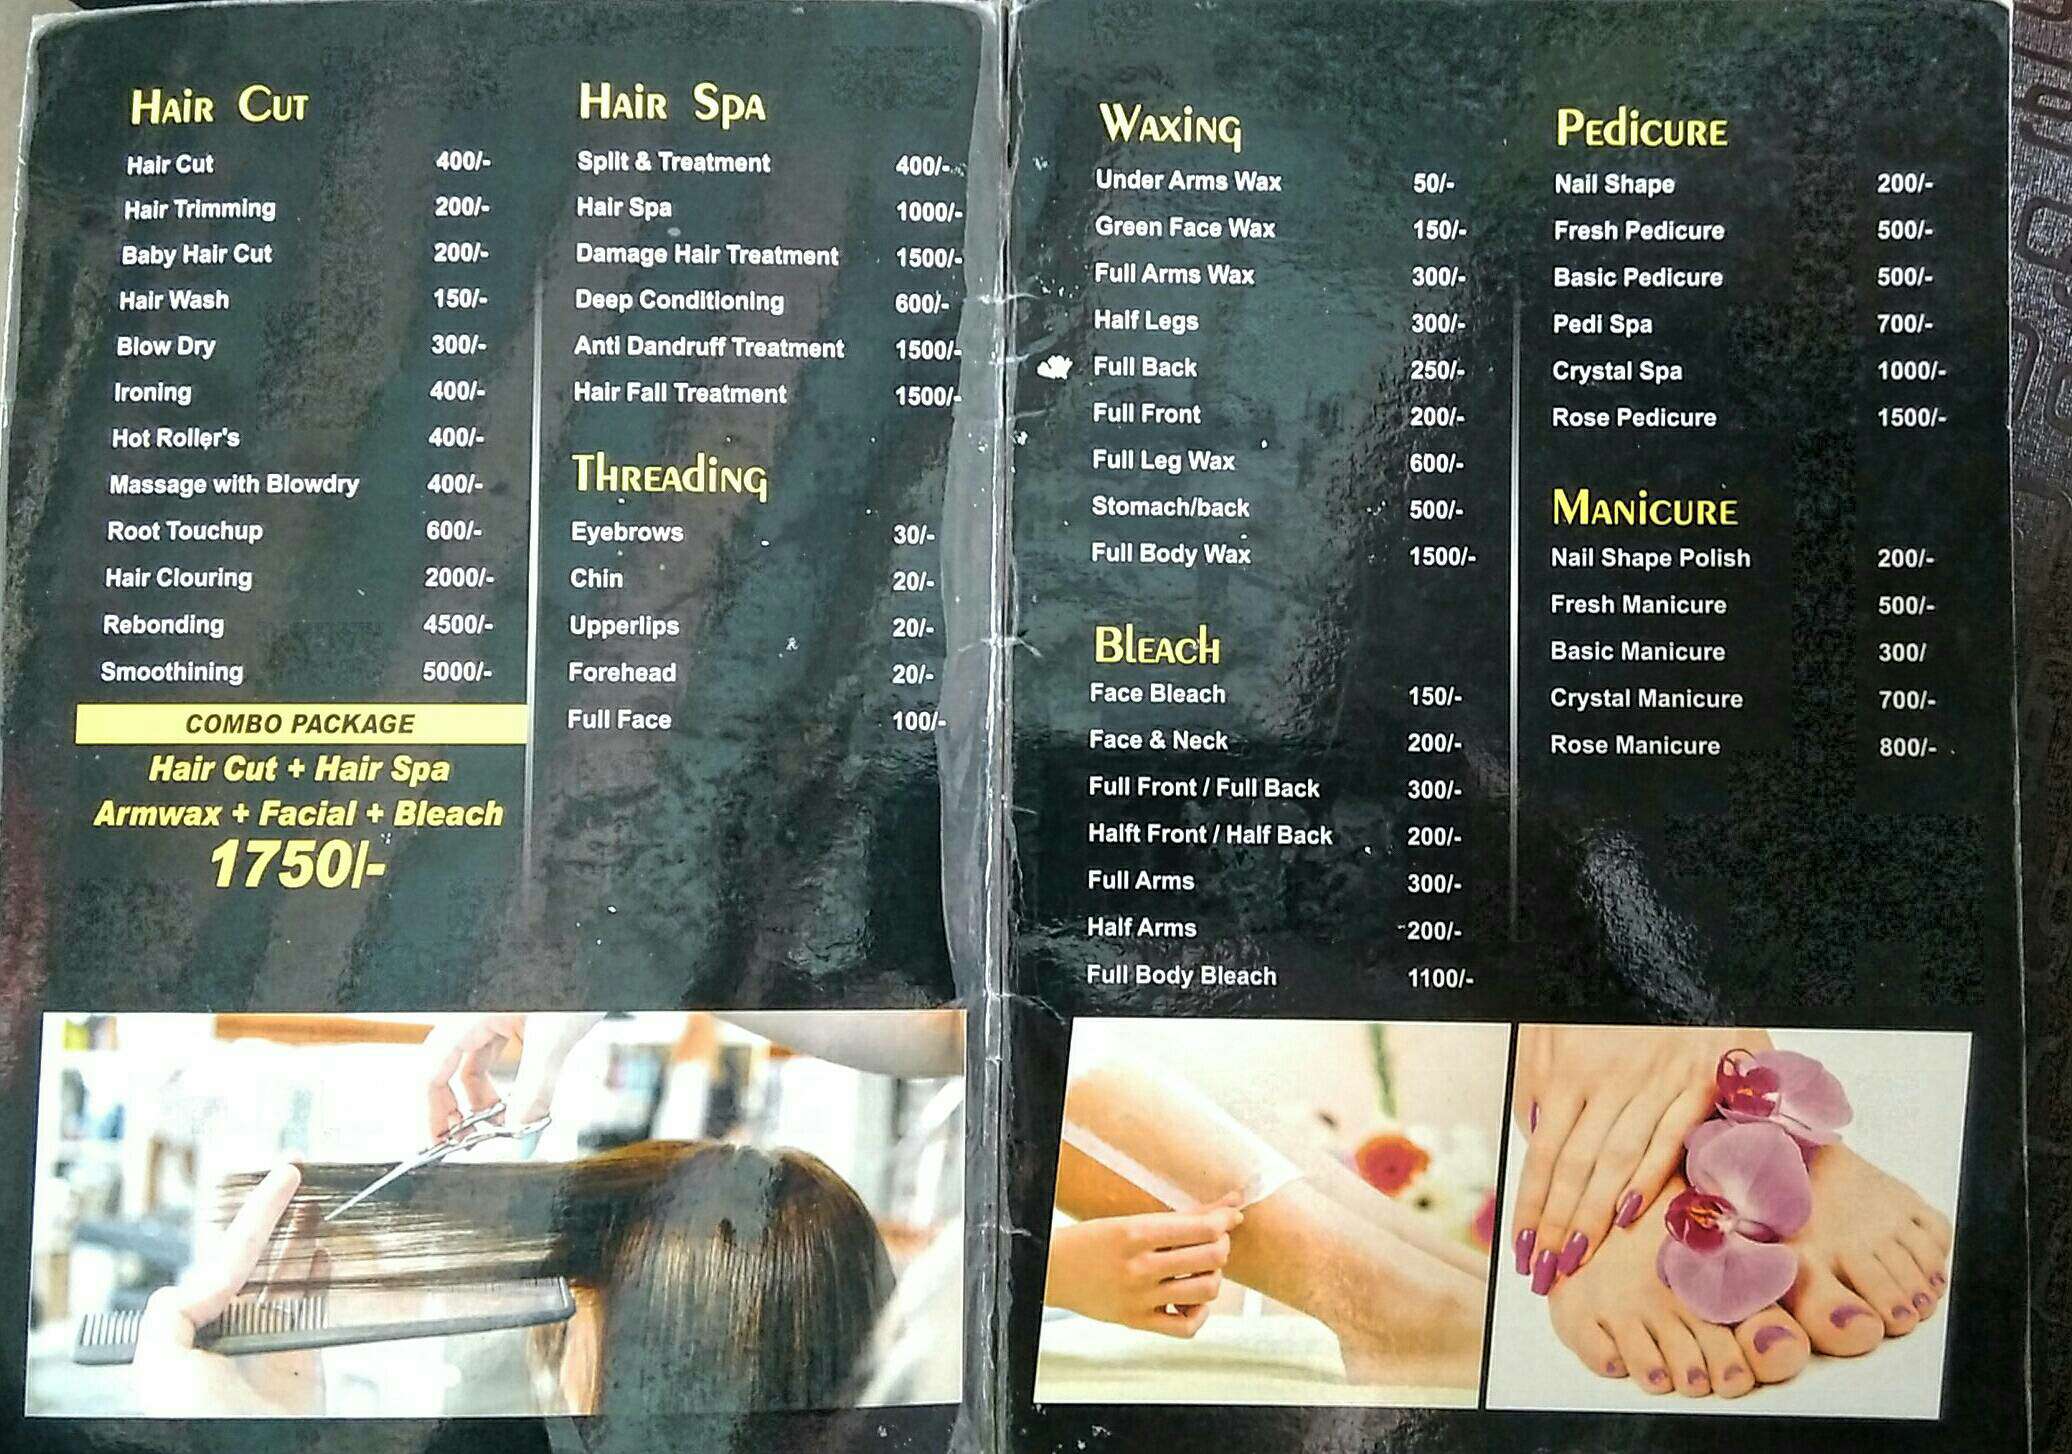 Hair Cut
Hair Cut 400/-
Hair Trimming 200/-
Baby Hair Cut 200/-
Hair Wash 150/-
Blow Dry 300/-
Ironing 400/-
Hot Roller's 400/-
Massage with Blowdry 400/-
Root Touchup 600/-
Hair Clouring 2000/-
Rebonding 4500/-
Smoothining 5000/-
COMBO PACKAGE
Hair Cut + Hair Spa
Armwax + Facial + Bleach
1750/-
Hair Spa
Split & Treatment 400/-
Hair Spa 1000/-
Damage Hair Treatment 1500/-
Deep Conditioning 600/-
Anti Dandruff Treatment 1500/-
Hair Fall Treatment 1500/-
Threading
Eyebrows 30/-
Chin 20/-
Upperlips 20/-
Forehead 20/-
Full Face 100/-
Waxing
Under Arms Wax 50/-
Green Face Wax 150/-
Full Arms Wax 300/-
Half Legs 300/-
Full Back 250/-
Full Front 200/-
Full Leg Wax 600/-
Stomach/back 500/-
Full Body Wax 1500/-
Bleach
Face Bleach 150/-
Face & Neck 200/-
Full Front / Full Back 300/-
Halft Front / Half Back 200/-
Full Arms 300/-
Half Arms 200/-
Full Body Bleach 1100/-
Pedicure
Nail Shape 200/-
Fresh Pedicure 500/-
Basic Pedicure 500/-
Pedi Spa 700/-
Crystal Spa 1000/-
Rose Pedicure 1500/-
Manicure
Nail Shape Polish 200/-
Fresh Manicure 500/-
Basic Manicure 300/
Crystal Manicure 700/-
Rose Manicure 800/-